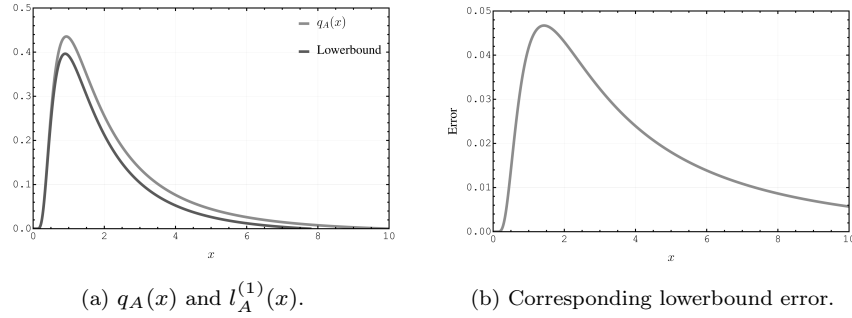 0.5
0.4
0.3
0.2
0.1
0.0
0 2 4 6 8 10
x
q_A(x)
Lowerbound
(a) q_A(x) and l_A^{(1)}(x).
0.05
0.04
0.03
0.02
0.01
0.00
Error
0 2 4 6 8 10
x
(b) Corresponding lowerbound error.